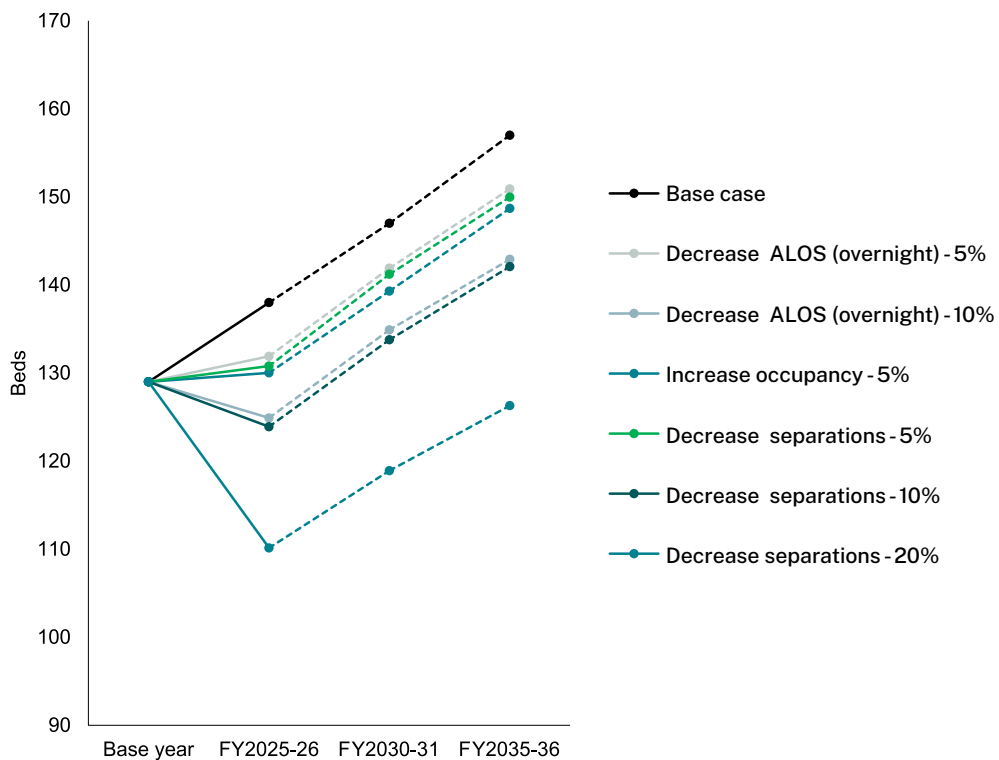 170
160
150
140
130
120
110
100
90
Beds
Base year
FY2025-26
FY2030-31
FY2035-36
Base case
Decrease ALOS (overnight) - 5%
Decrease ALOS (overnight) - 10%
Increase occupancy - 5%
Decrease separations - 5%
Decrease separations - 10%
Decrease separations - 20%